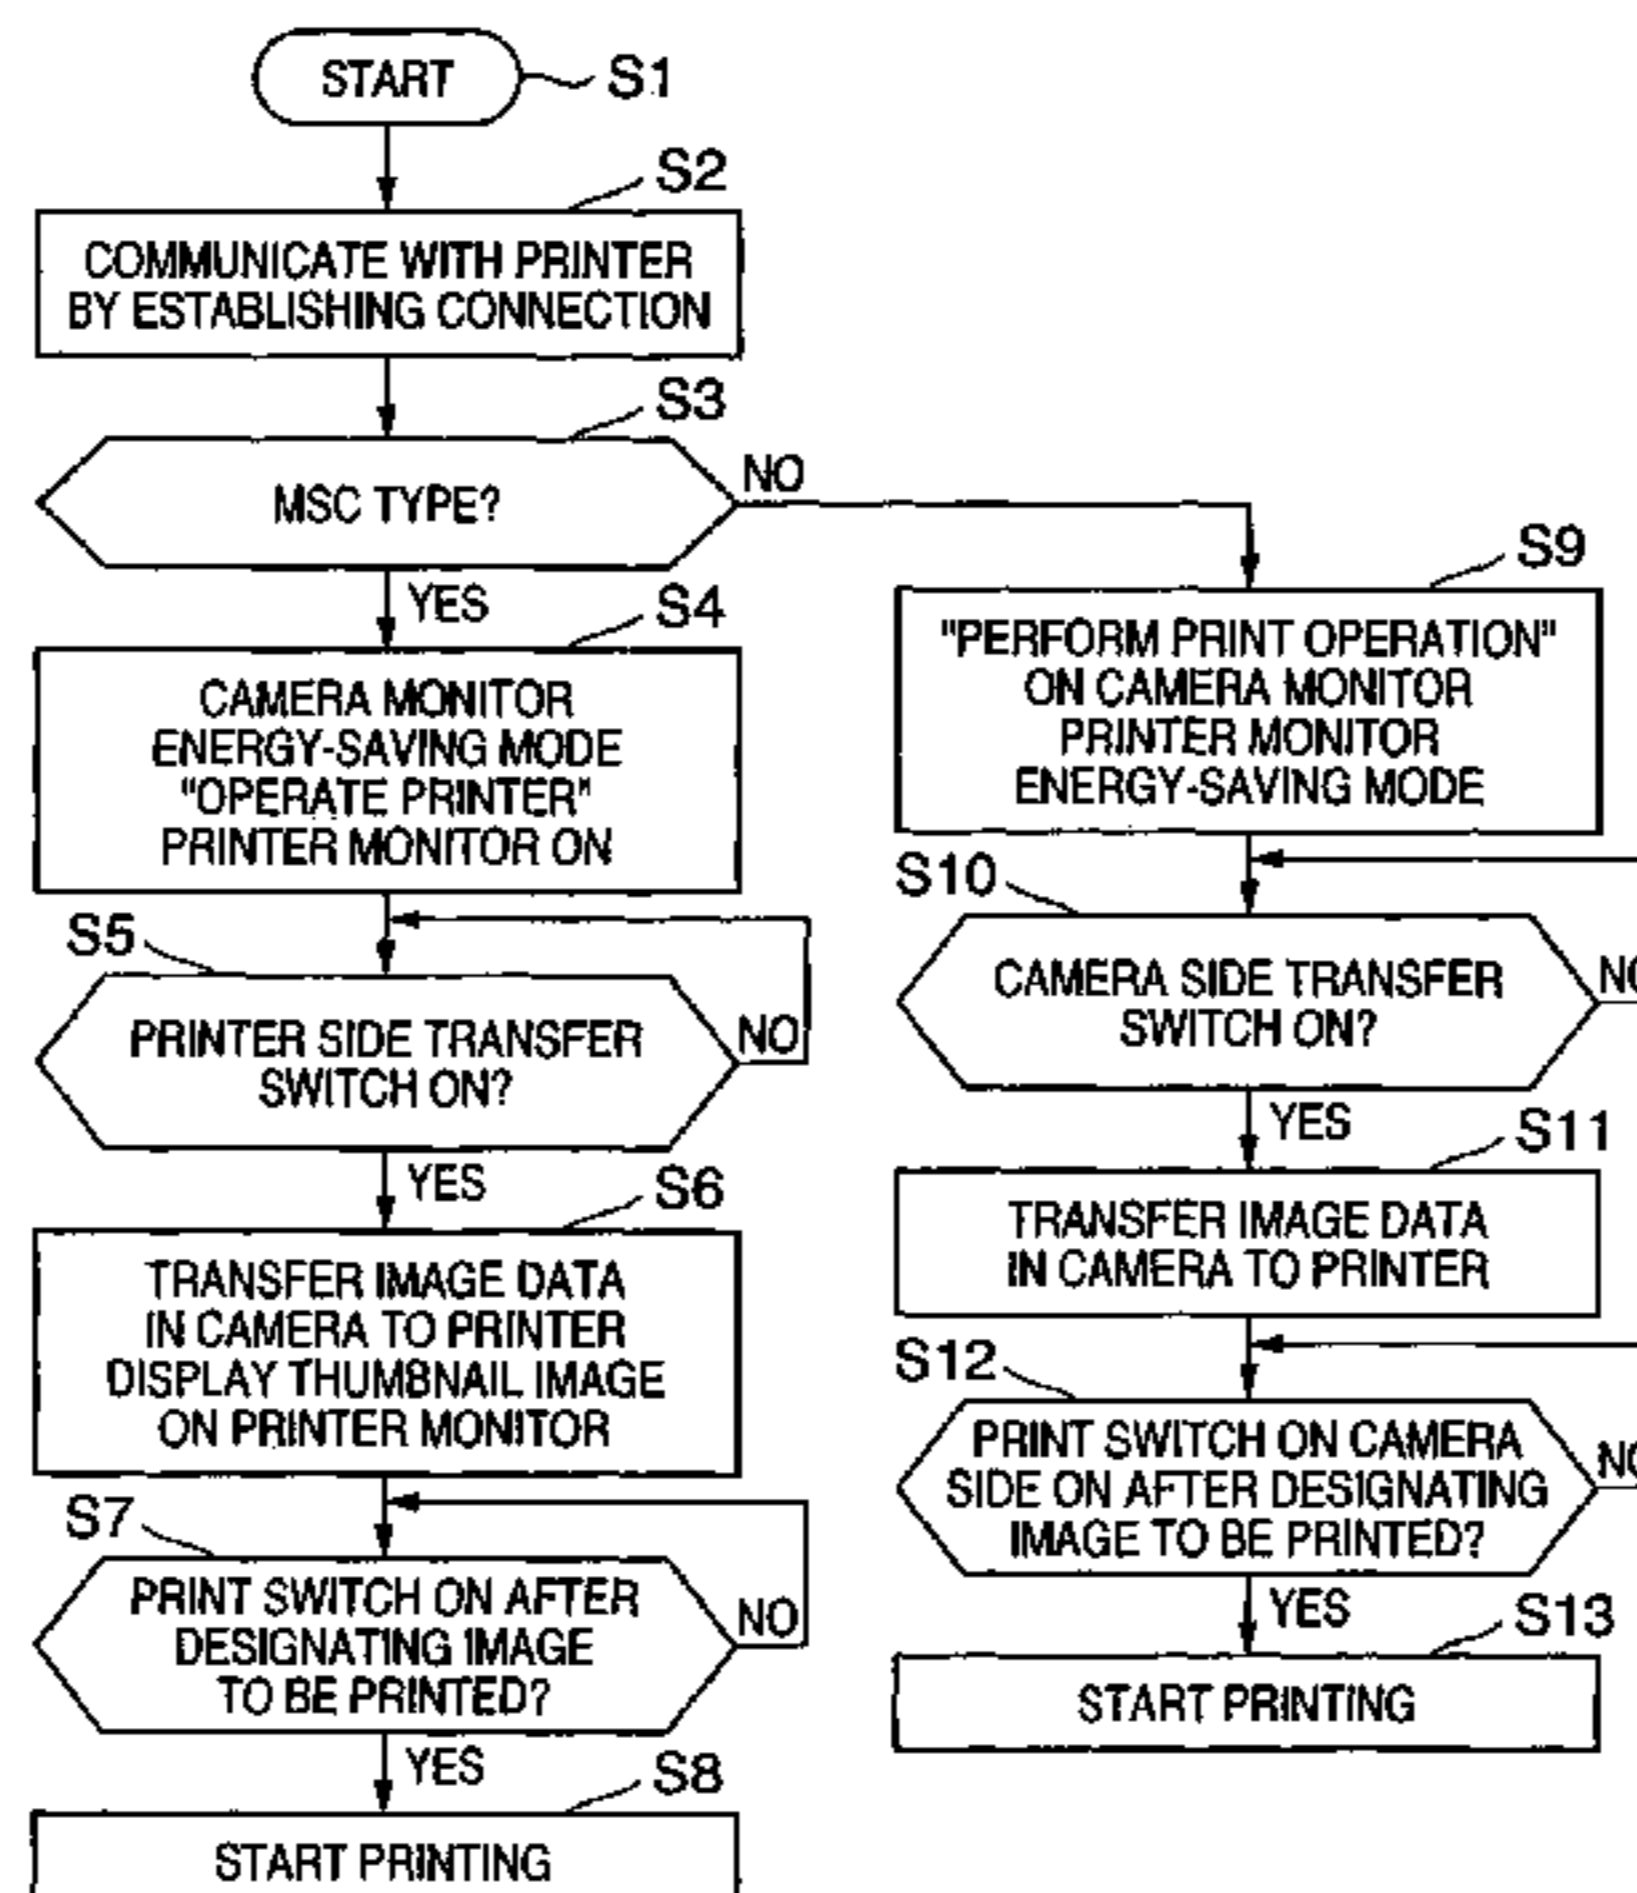 START
S1
S2
COMMUNICATE WITH PRINTER
BY ESTABLISHING CONNECTION
S3
MSC TYPE?
NO
YES
S4
CAMERA MONITOR
ENERGY-SAVING MODE
"OPERATE PRINTER"
PRINTER MONITOR ON
S5
PRINTER SIDE TRANSFER
SWITCH ON?
NO
YES
S6
TRANSFER IMAGE DATA
IN CAMERA TO PRINTER
DISPLAY THUMBNAIL IMAGE
ON PRINTER MONITOR
S7
PRINT SWITCH ON AFTER
DESIGNATING IMAGE
TO BE PRINTED?
NO
YES
S8
START PRINTING
S9
"PERFORM PRINT OPERATION"
ON CAMERA MONITOR
PRINTER MONITOR
ENERGY-SAVING MODE
S10
CAMERA SIDE TRANSFER
SWITCH ON?
NO
YES
S11
TRANSFER IMAGE DATA
IN CAMERA TO PRINTER
S12
PRINT SWITCH ON CAMERA
SIDE ON AFTER DESIGNATING
IMAGE TO BE PRINTED?
NO
YES
S13
START PRINTING